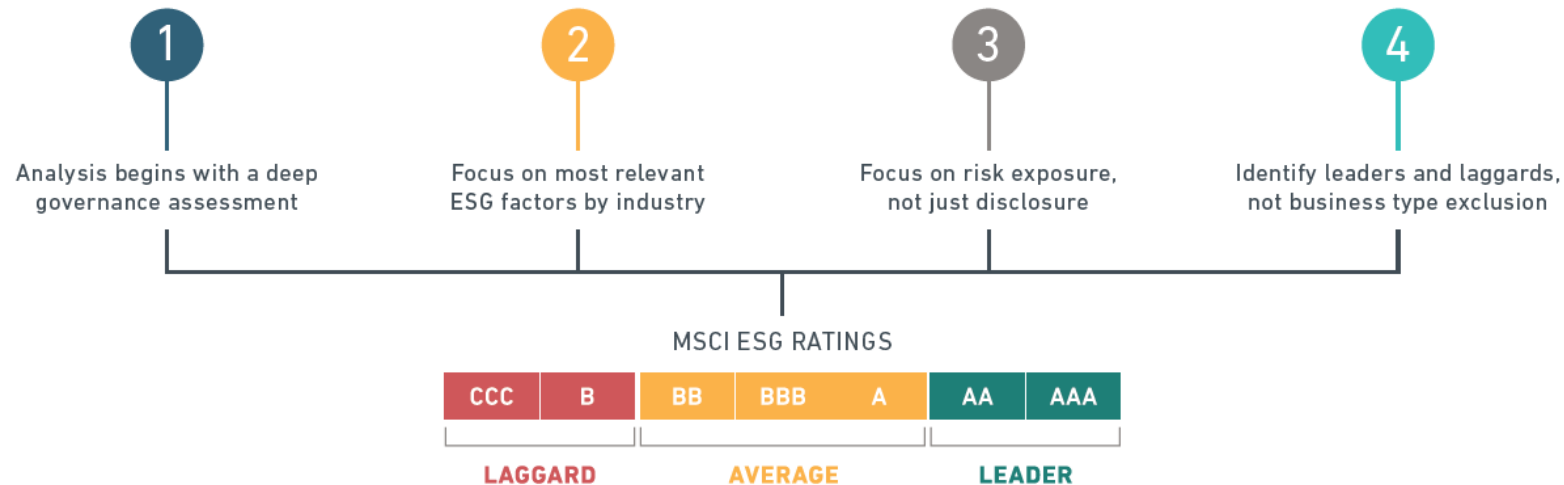 1
2
3
4
Analysis begins with a deep
governance assessment
Focus on most relevant
ESG factors by industry
Focus on risk exposure,
not just disclosure
Identify leaders and laggards,
not business type exclusion
MSCI ESG RATINGS
CCC B BB BBB A AA AAA
LAGGARD AVERAGE LEADER